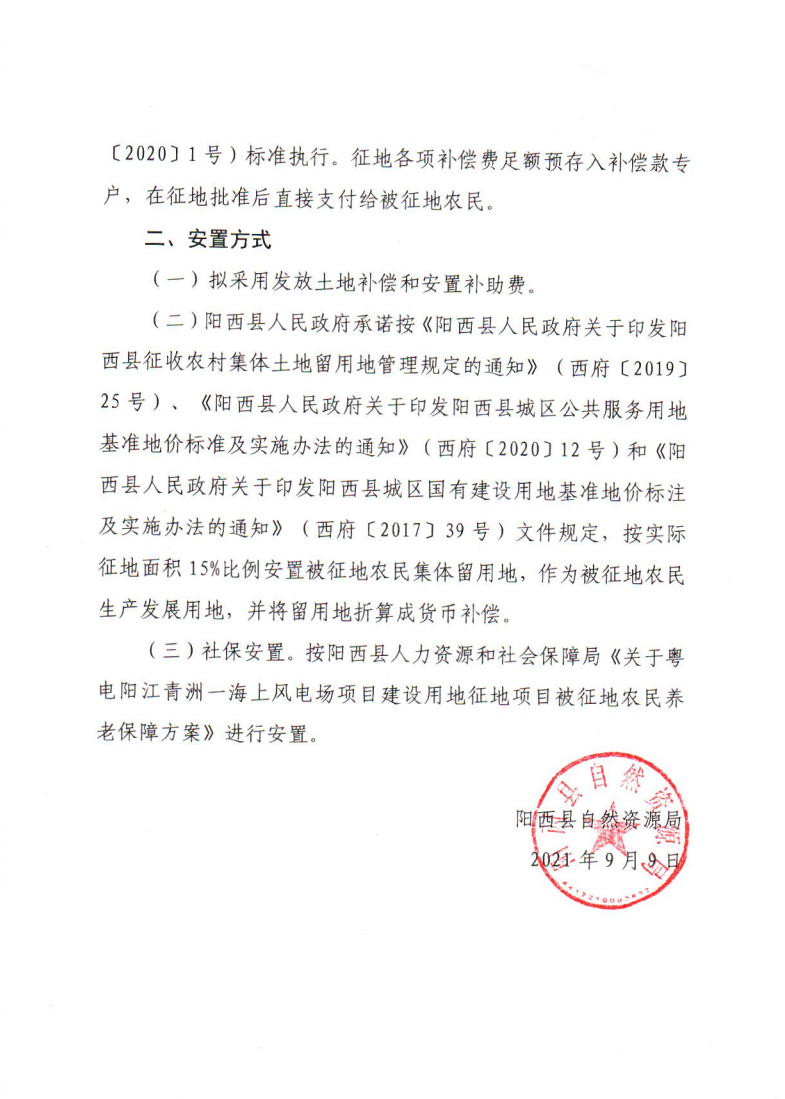 〔2020〕1号）标准执行。征地各项补偿费足额预存入补偿款专
户，在征地批准后直接支付给被征地农民。
二、安置方式
（一）拟采用发放土地补偿和安置补助费。
（二）阳西县人民政府承诺按《阳西县人民政府关于印发阳
西县征收农村集体土地留用地管理规定的通知》（西府〔2019〕
25号）、《阳西县人民政府关于印发阳西县城区公共服务用地
基准地价标准及实施办法的通知》（西府〔2020〕12号）和《阳
西县人民政府关于印发阳西县城区国有建设用地基准地价标注
及实施办法的通知》（西府〔2017〕39号）文件规定，按实际
征地面积15%比例安置被征地农民集体留用地，作为被征地农民
生产发展用地，并将留用地折算成货币补偿。
（三）社保安置。按阳西县人力资源和社会保障局《关于粤
电阳江青洲一海上风电场项目建设用地征地项目被征地农民养
老保障方案》进行安置。
阳西县自然资源局
阳西县自然资源局
2021年9月9日